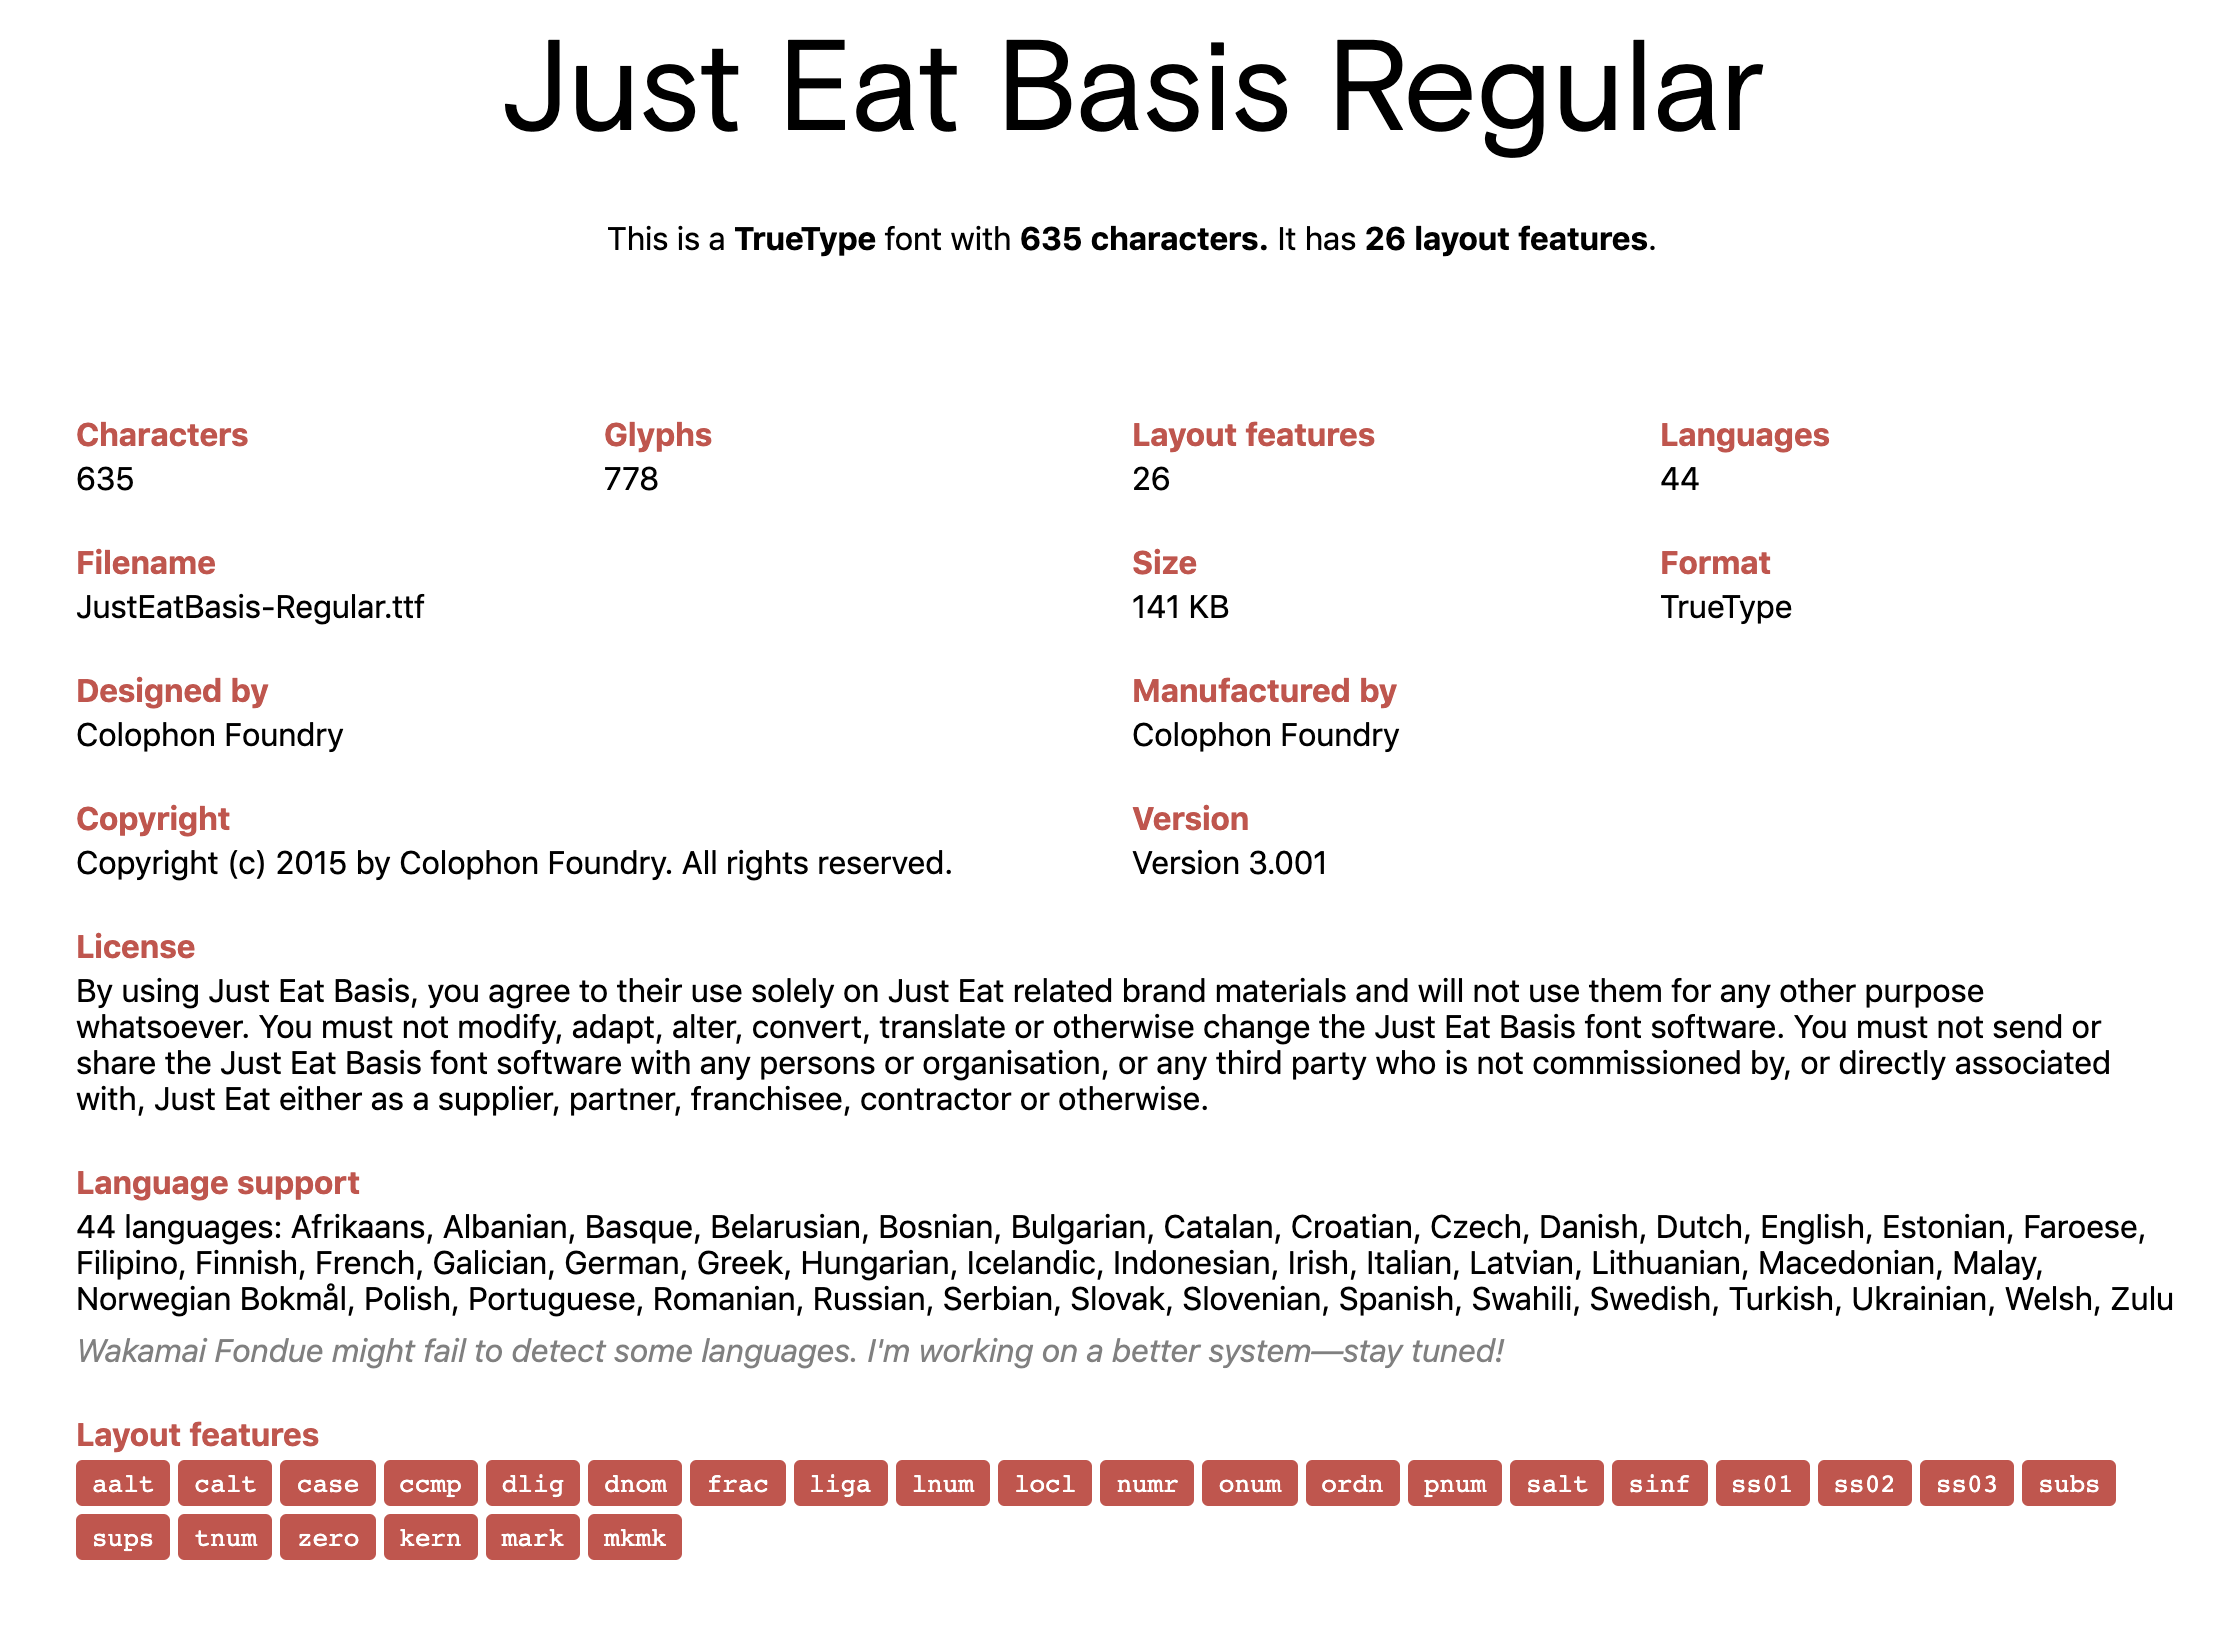 Just Eat Basis Regular
This is a TrueType font with 635 characters. It has 26 layout features.
Characters
635
Glyphs
778
Layout features
26
Languages
44
Filename
JustEatBasis-Regular.ttf
Size
141 KB
Format
TrueType
Designed by
Colophon Foundry
Manufactured by
Colophon Foundry
Copyright
Copyright (c) 2015 by Colophon Foundry. All rights reserved.
Version
Version 3.001
License
By using Just Eat Basis, you agree to their use solely on Just Eat related brand materials and will not use them for any other purpose
whatsoever. You must not modify, adapt, alter, convert, translate or otherwise change the Just Eat Basis font software. You must not send or
share the Just Eat Basis font software with any persons or organisation, or any third party who is not commissioned by, or directly associated
with, Just Eat either as a supplier, partner, franchisee, contractor or otherwise.
Language support
44 languages: Afrikaans, Albanian, Basque, Belarusian, Bosnian, Bulgarian, Catalan, Croatian, Czech, Danish, Dutch, English, Estonian, Faroese,
Filipino, Finnish, French, Galician, German, Greek, Hungarian, Icelandic, Indonesian, Irish, Italian, Latvian, Lithuanian, Macedonian, Malay,
Norwegian Bokmål, Polish, Portuguese, Romanian, Russian, Serbian, Slovak, Slovenian, Spanish, Swahili, Swedish, Turkish, Ukrainian, Welsh, Zulu
Wakamai Fondue might fail to detect some languages. I'm working on a better system—stay tuned!
Layout features
aalt calt case ccmp dlig dnom frac liga lnum locl numr onum ordn pnum salt sinf ss01 ss02 ss03 subs
sups tnum zero kern mark mkmk